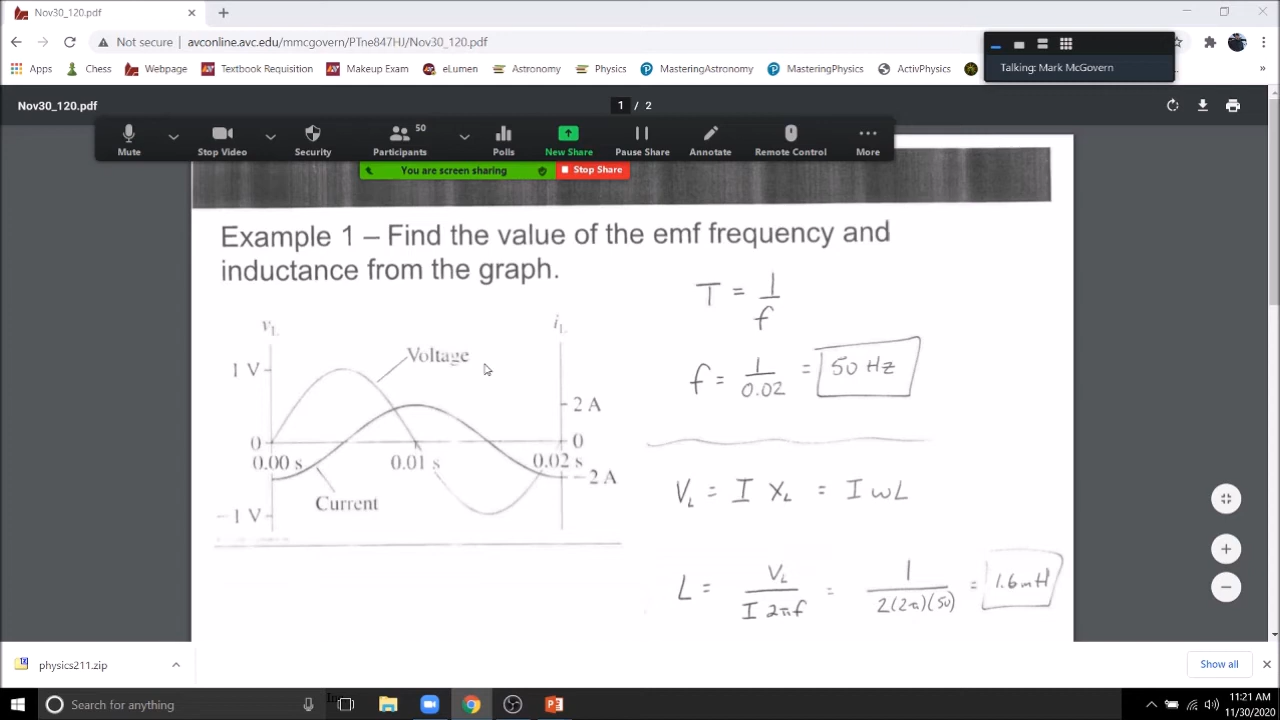 Nov30_120.pdf
Not secure
avconline.avc.edu/
/Nov30_120.pdf
Talking: Mark McGovern
Apps
Chess
Webpage
Textbook Requisition
Makeup Exam
eLumen
Astronomy
Physics
MasteringAstronomy
MasteringPhysics
ActivPhysics
»
Nov30_120.pdf
1 / 2
50
Mute
Stop Video
Security
Participants
Polls
New Share
Pause Share
Annotate
Remote Control
More
You are screen sharing
Stop Share
Example 1 – Find the value of the emf frequency and
inductance from the graph.
v_L
i_L
Voltage
1 V
2 A
0
0
0.00 s
0.01 s
0.02 s
−2 A
Current
−1 V
T = 1/f
f = 1/0.02 = 50 Hz
V_L = I X_L = I ω L
L = V_L / I 2π f = 1 / 2(2π)(50) = 1.6 mH
physics211.zip
Show all
Type here to search for anything
11:21 AM
11/30/2020